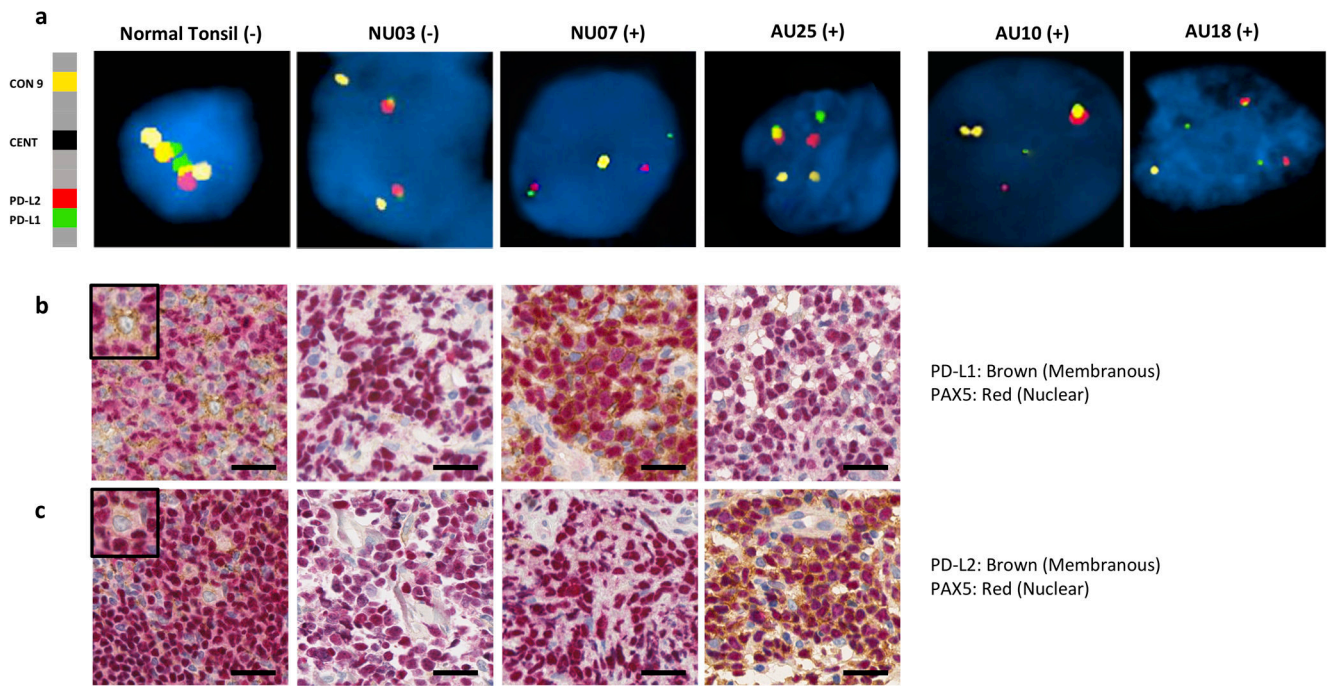 a
Normal Tonsil (-)
NU03 (-)
NU07 (+)
AU25 (+)
AU10 (+)
AU18 (+)
CON 9
CENT
PD-L2
PD-L1
b
PD-L1: Brown (Membranous)
PAX5: Red (Nuclear)
c
PD-L2: Brown (Membranous)
PAX5: Red (Nuclear)